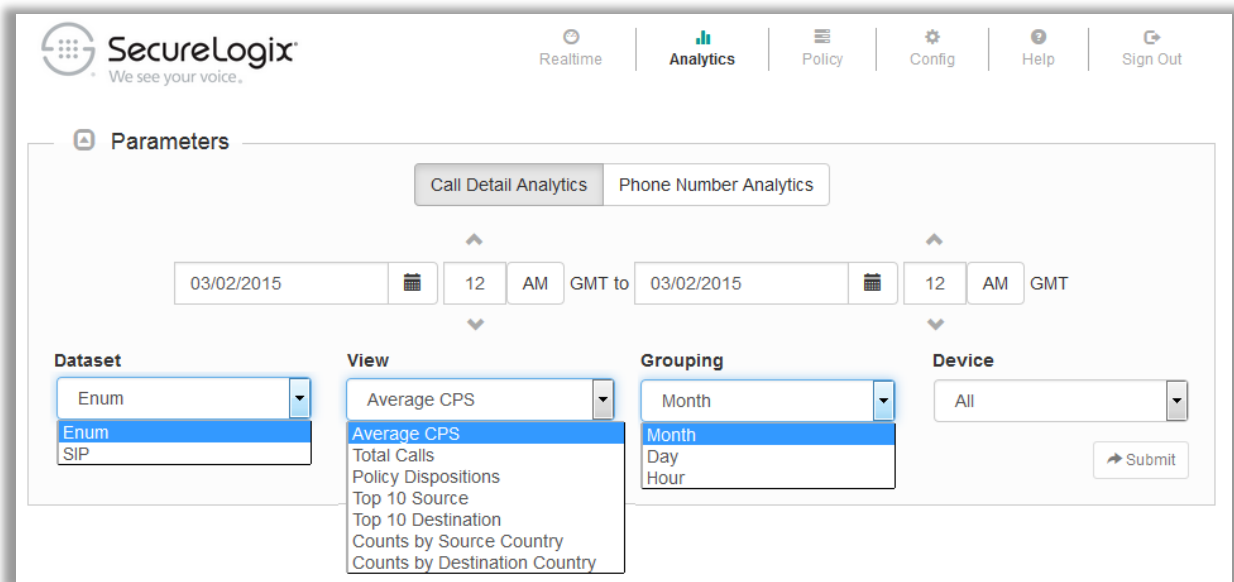 SecureLogix
We see your voice.
Realtime
Analytics
Policy
Config
Help
Sign Out
Parameters
Call Detail Analytics
Phone Number Analytics
03/02/2015 12 AM GMT to 03/02/2015 12 AM GMT
Dataset
Enum
Enum
SIP
View
Average CPS
Average CPS
Total Calls
Policy Dispositions
Top 10 Source
Top 10 Destination
Counts by Source Country
Counts by Destination Country
Grouping
Month
Month
Day
Hour
Device
All
Submit